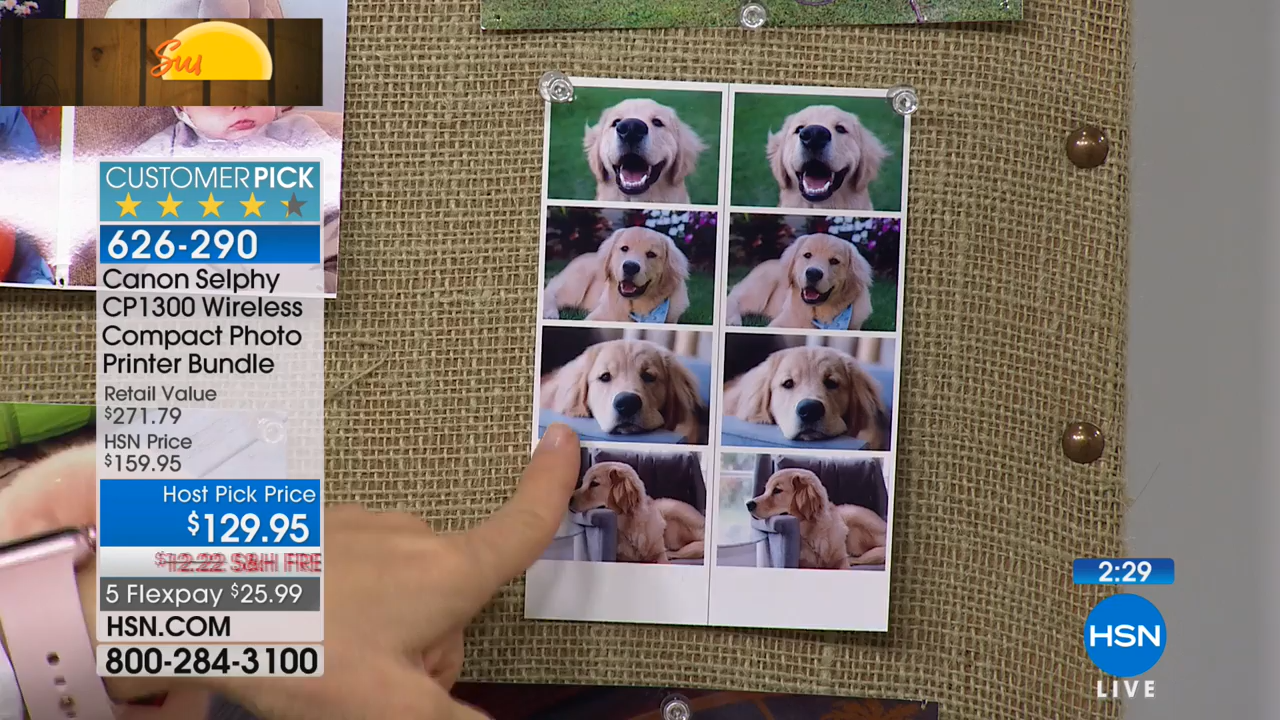 CUSTOMER PICK
626-290
Canon Selphy
CP1300 Wireless
Compact Photo
Printer Bundle
Retail Value
$271.79
HSN Price
$159.95
Host Pick Price
$129.95
$12.22 S&H FRE
5 Flexpay $25.99
HSN.COM
800-284-3100
2:29
HSN
LIVE